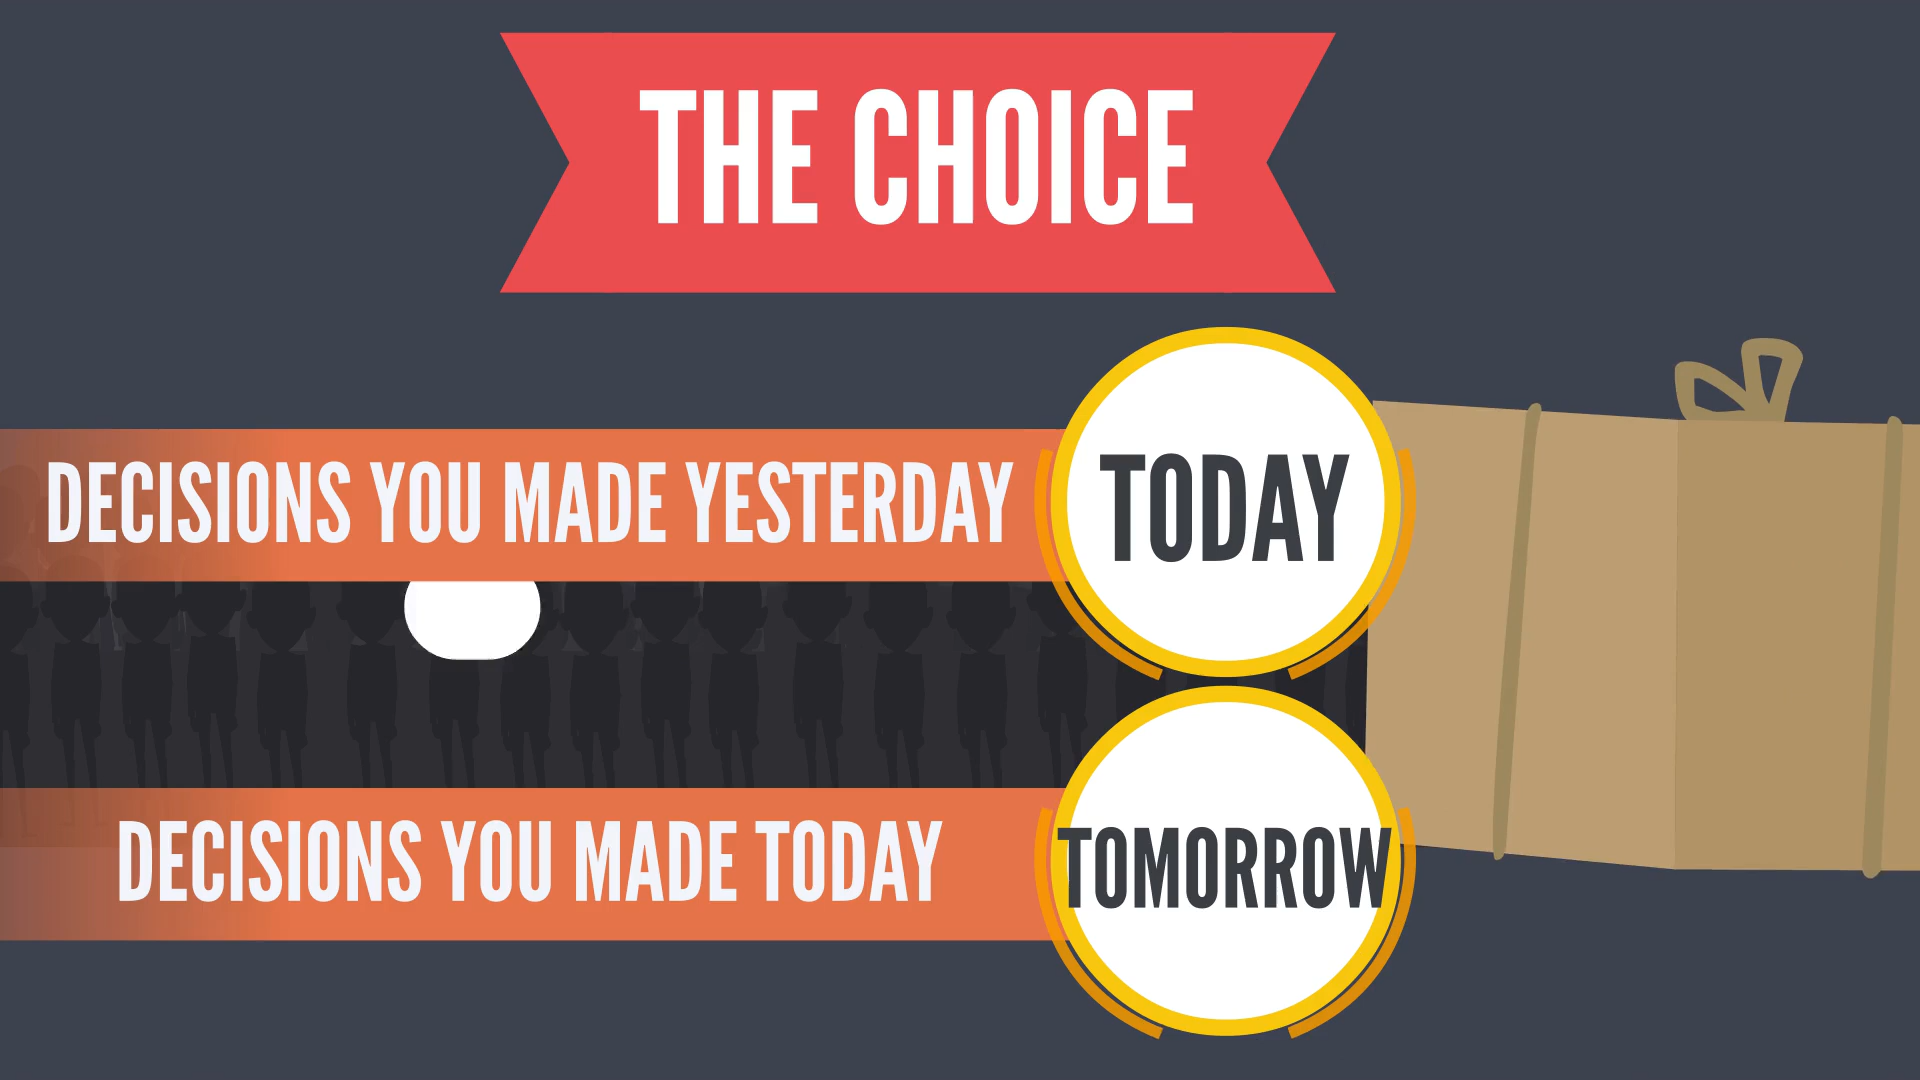 THE CHOICE
DECISIONS YOU MADE YESTERDAY
TODAY
DECISIONS YOU MADE TODAY
TOMORROW